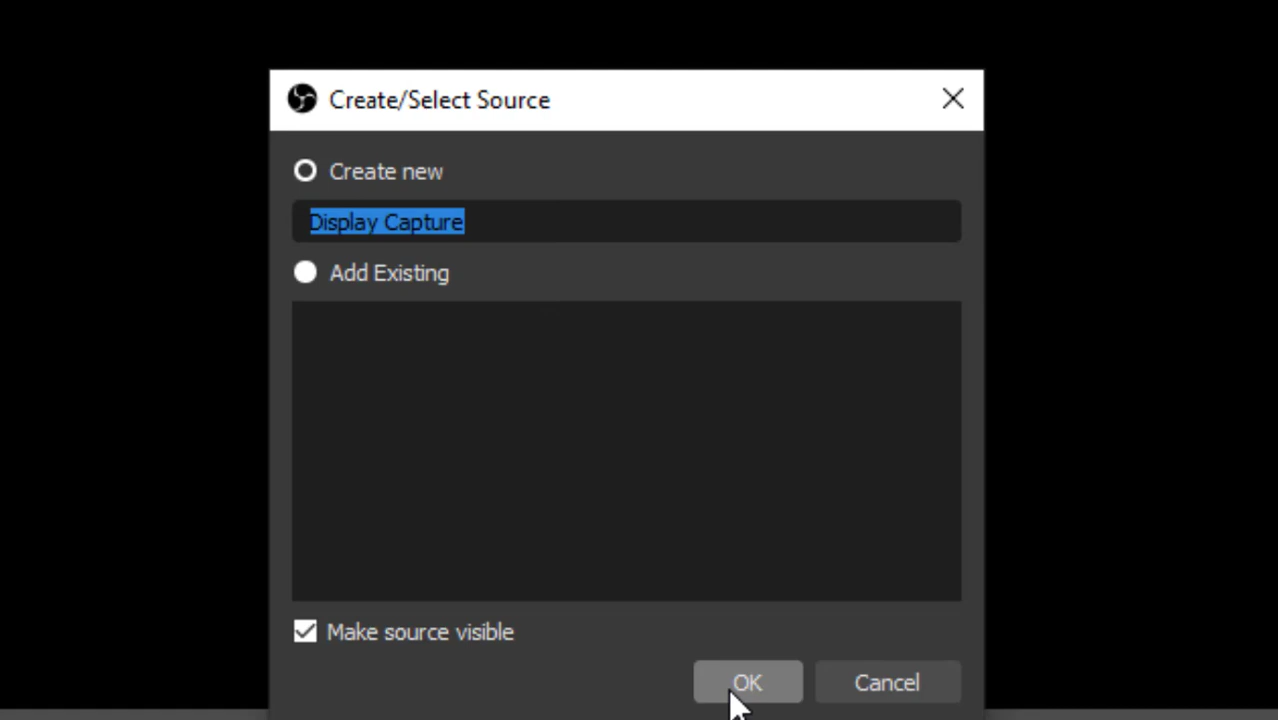 Create/Select Source
Create new
Display Capture
Add Existing
Make source visible
OK Cancel